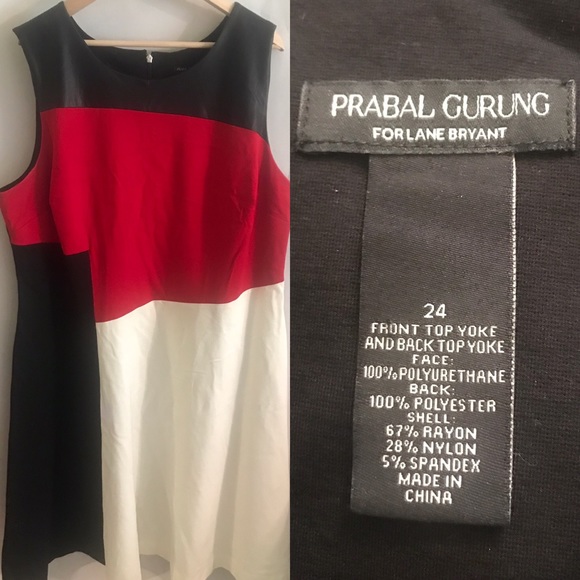 PRABAL GURUNG
FOR LANE BRYANT
24
FRONT TOP YOKE
AND BACK TOP YOKE
FACE:
100% POLYURETHANE
BACK:
100% POLYESTER
SHELL:
67% RAYON
28% NYLON
5% SPANDEX
MADE IN
CHINA